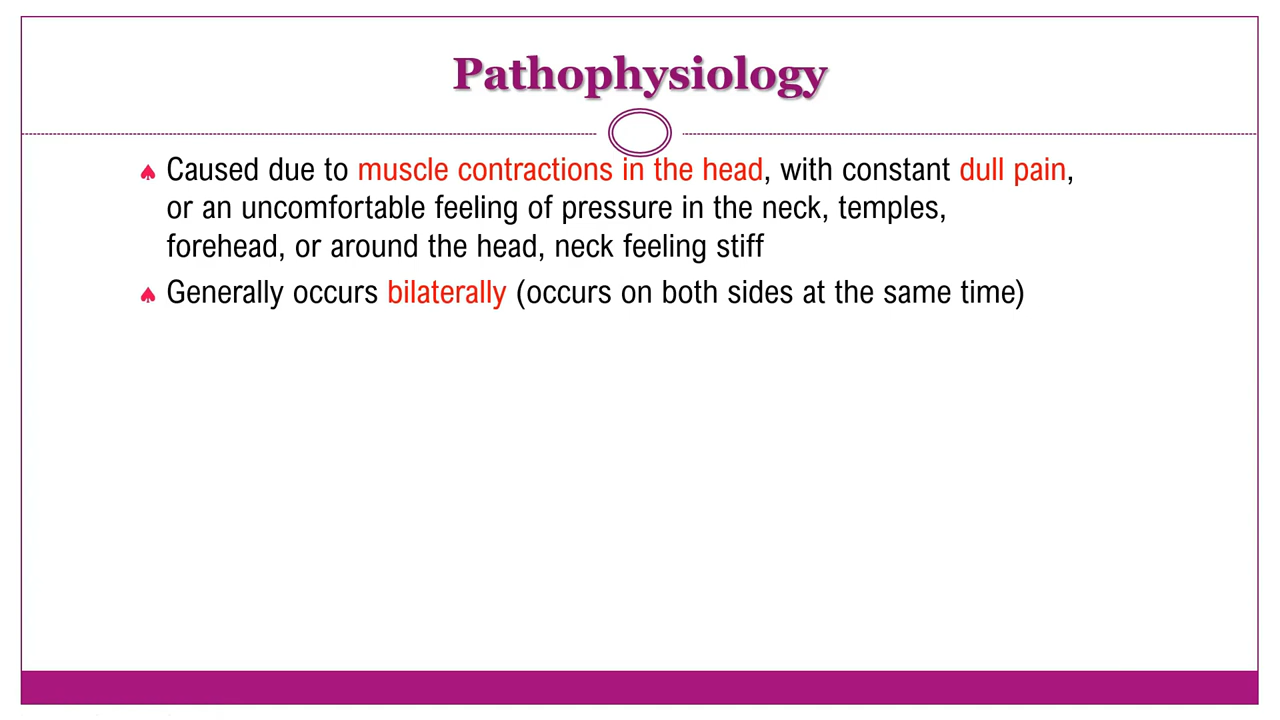 Pathophysiology
♠ Caused due to muscle contractions in the head, with constant dull pain,
or an uncomfortable feeling of pressure in the neck, temples,
forehead, or around the head, neck feeling stiff
♠ Generally occurs bilaterally (occurs on both sides at the same time)